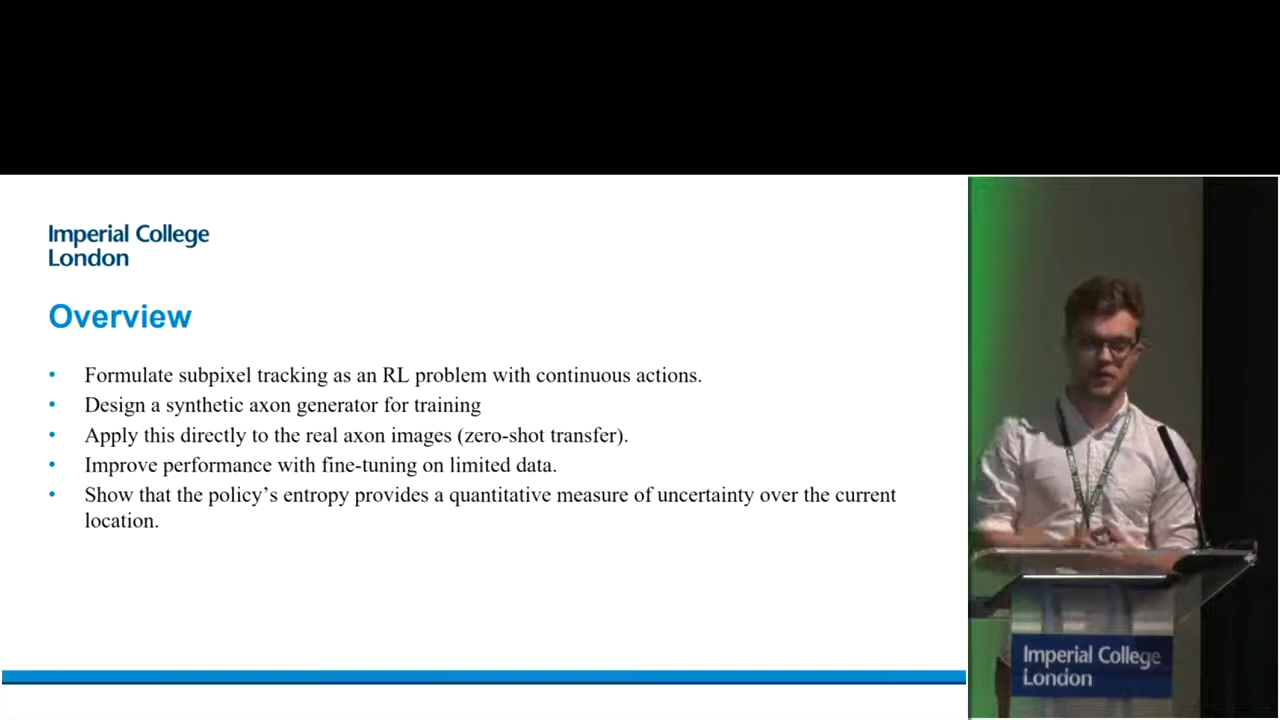 Imperial College
London
Overview
• Formulate subpixel tracking as an RL problem with continuous actions.
• Design a synthetic axon generator for training
• Apply this directly to the real axon images (zero-shot transfer).
• Improve performance with fine-tuning on limited data.
• Show that the policy’s entropy provides a quantitative measure of uncertainty over the current
location.
Imperial College
London